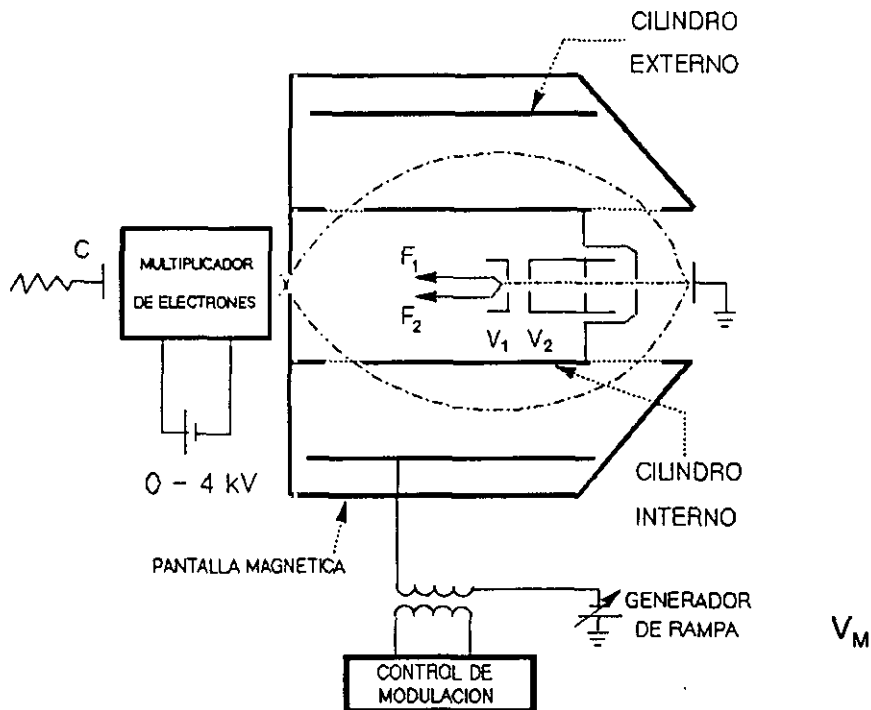 CILINDRO
EXTERNO
C
MULTIPLICADOR
DE ELECTRONES
F1
F2
V1 V2
0 - 4 kV
CILINDRO
INTERNO
PANTALLA MAGNETICA
GENERADOR
DE RAMPA
VM
CONTROL DE
MODULACION